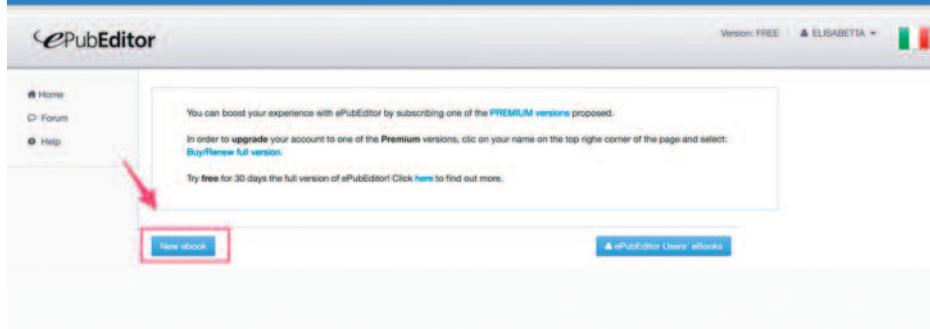 ePubEditor
Version: FREE ELISABETTA
Home
Forum
Help
You can boost your experience with ePubEditor by subscribing one of the PREMIUM versions proposed.
In order to upgrade your account to one of the Premium versions, clic on your name on the top righe corner of the page and select:
Buy/Renew full version.
Try free for 30 days the full version of ePubEditor! Click here to find out more.
New ebook
ePubEditor Users' eBooks